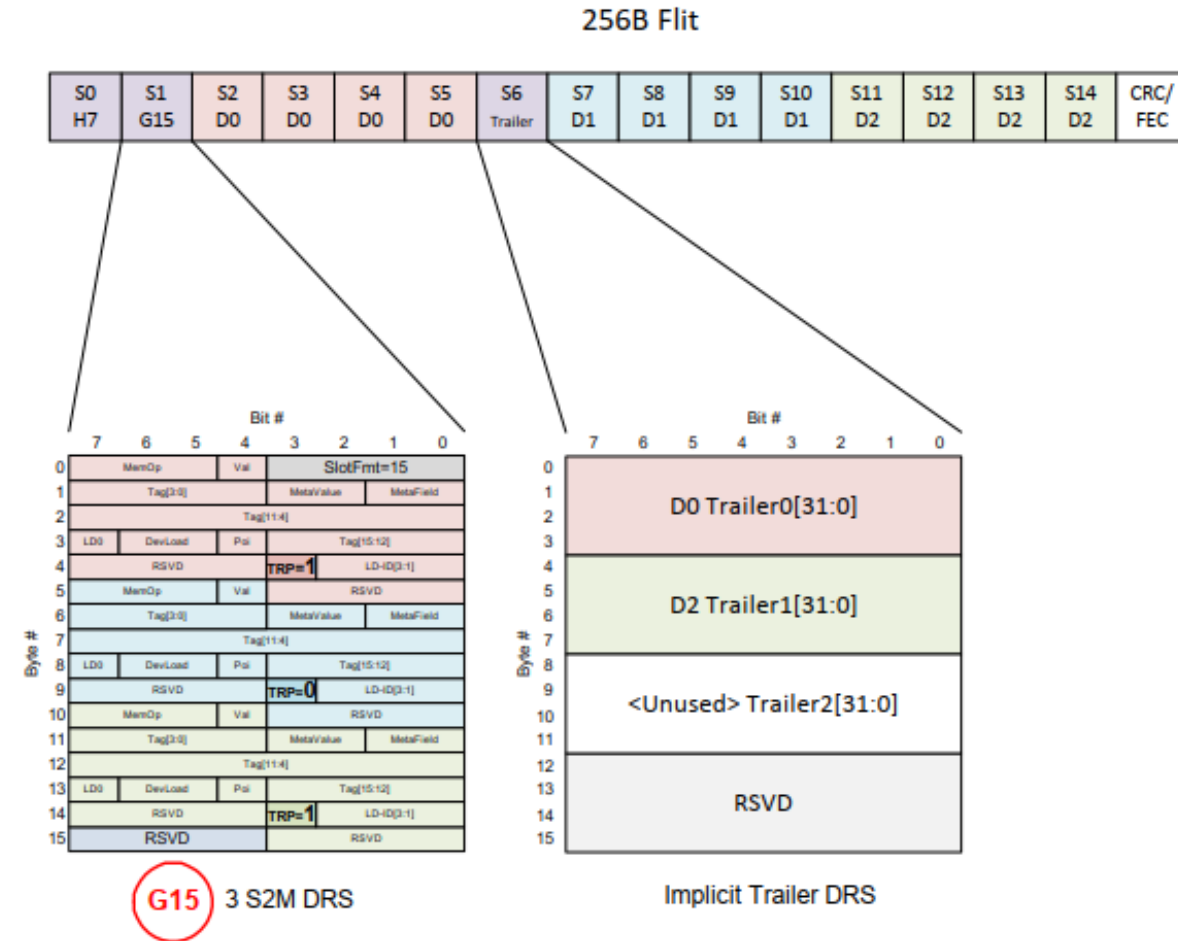 256B Flit
S0 S1 S2 S3 S4 S5 S6 S7 S8 S9 S10 S11 S12 S13 S14 CRC/
H7 G15 D0 D0 D0 D0 Trailer D1 D1 D1 D1 D2 D2 D2 D2 FEC
Bit #
7 6 5 4 3 2 1 0
0 MemOp Val SlotFmt=15
1 Tag[3:0] MetaValue MetaField
2 Tag[11:4]
3 LD0 DevLoad Poi Tag[15:12]
4 RSVD TRP=1 LD-ID[3:1]
5 MemOp Val RSVD
6 Tag[3:0] MetaValue MetaField
7 Tag[11:4]
8 LD0 DevLoad Poi Tag[15:12]
9 RSVD TRP=0 LD-ID[3:1]
10 MemOp Val RSVD
11 Tag[3:0] MetaValue MetaField
12 Tag[11:4]
13 LD0 DevLoad Poi Tag[15:12]
14 RSVD TRP=1 LD-ID[3:1]
15 RSVD RSVD
Byte #
G15 3 S2M DRS
Bit #
7 6 5 4 3 2 1 0
0
1
D0 Trailer0[31:0]
2
3
4
5
D2 Trailer1[31:0]
6
7
8
9
<Unused> Trailer2[31:0]
10
11
12
13
RSVD
14
15
Byte #
Implicit Trailer DRS